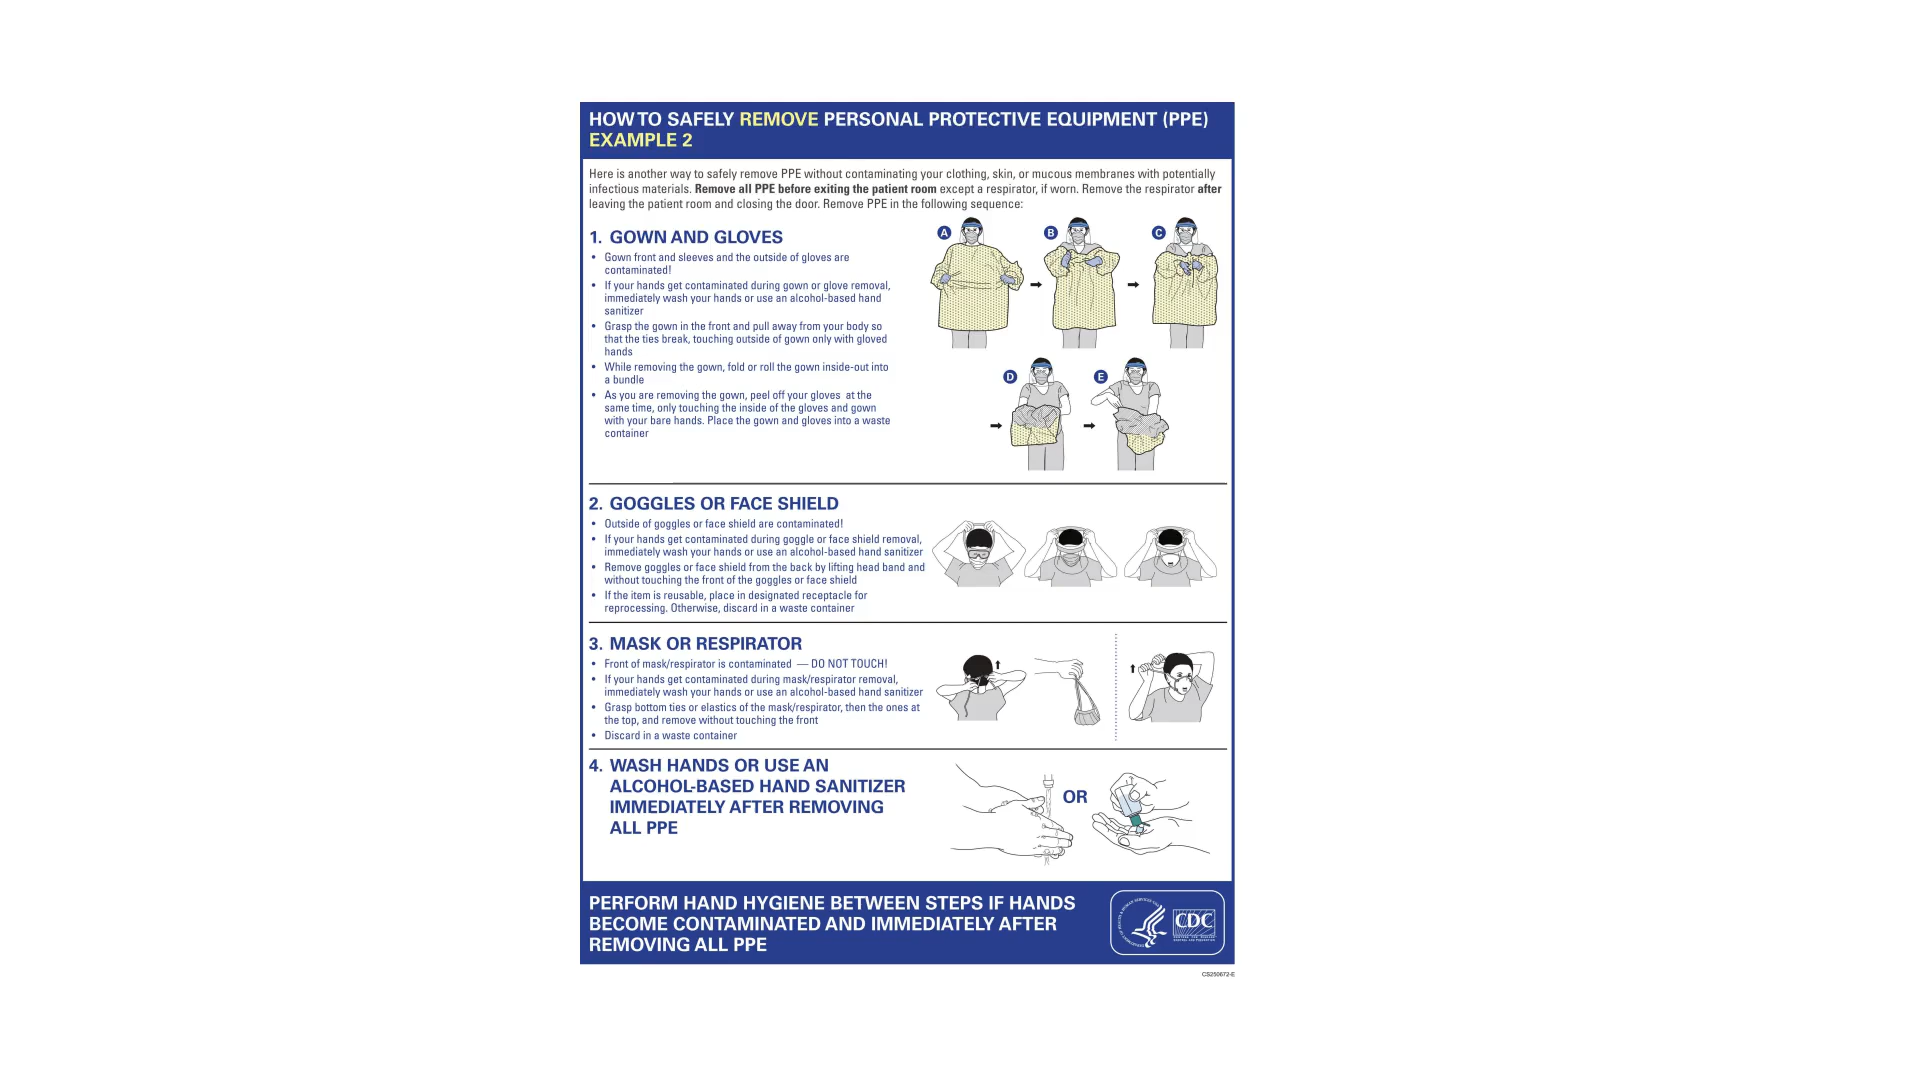 HOW TO SAFELY REMOVE PERSONAL PROTECTIVE EQUIPMENT (PPE)
EXAMPLE 2
Here is another way to safely remove PPE without contaminating your clothing, skin, or mucous membranes with potentially
infectious materials. Remove all PPE before exiting the patient room except a respirator, if worn. Remove the respirator after
leaving the patient room and closing the door. Remove PPE in the following sequence:
1. GOWN AND GLOVES
• Gown front and sleeves and the outside of gloves are
contaminated!
• If your hands get contaminated during gown or glove removal,
immediately wash your hands or use an alcohol-based hand
sanitizer
• Grasp the gown in the front and pull away from your body so
that the ties break, touching outside of gown only with gloved
hands
• While removing the gown, fold or roll the gown inside-out into
a bundle
• As you are removing the gown, peel off your gloves at the
same time, only touching the inside of the gloves and gown
with your bare hands. Place the gown and gloves into a waste
container
A
B
C
D
E
2. GOGGLES OR FACE SHIELD
• Outside of goggles or face shield are contaminated!
• If your hands get contaminated during goggle or face shield removal,
immediately wash your hands or use an alcohol-based hand sanitizer
• Remove goggles or face shield from the back by lifting head band and
without touching the front of the goggles or face shield
• If the item is reusable, place in designated receptacle for
reprocessing. Otherwise, discard in a waste container
3. MASK OR RESPIRATOR
• Front of mask/respirator is contaminated — DO NOT TOUCH!
• If your hands get contaminated during mask/respirator removal,
immediately wash your hands or use an alcohol-based hand sanitizer
• Grasp bottom ties or elastics of the mask/respirator, then the ones at
the top, and remove without touching the front
• Discard in a waste container
4. WASH HANDS OR USE AN
ALCOHOL-BASED HAND SANITIZER
IMMEDIATELY AFTER REMOVING
ALL PPE
OR
PERFORM HAND HYGIENE BETWEEN STEPS IF HANDS
BECOME CONTAMINATED AND IMMEDIATELY AFTER
REMOVING ALL PPE
CDC
CS250672-E